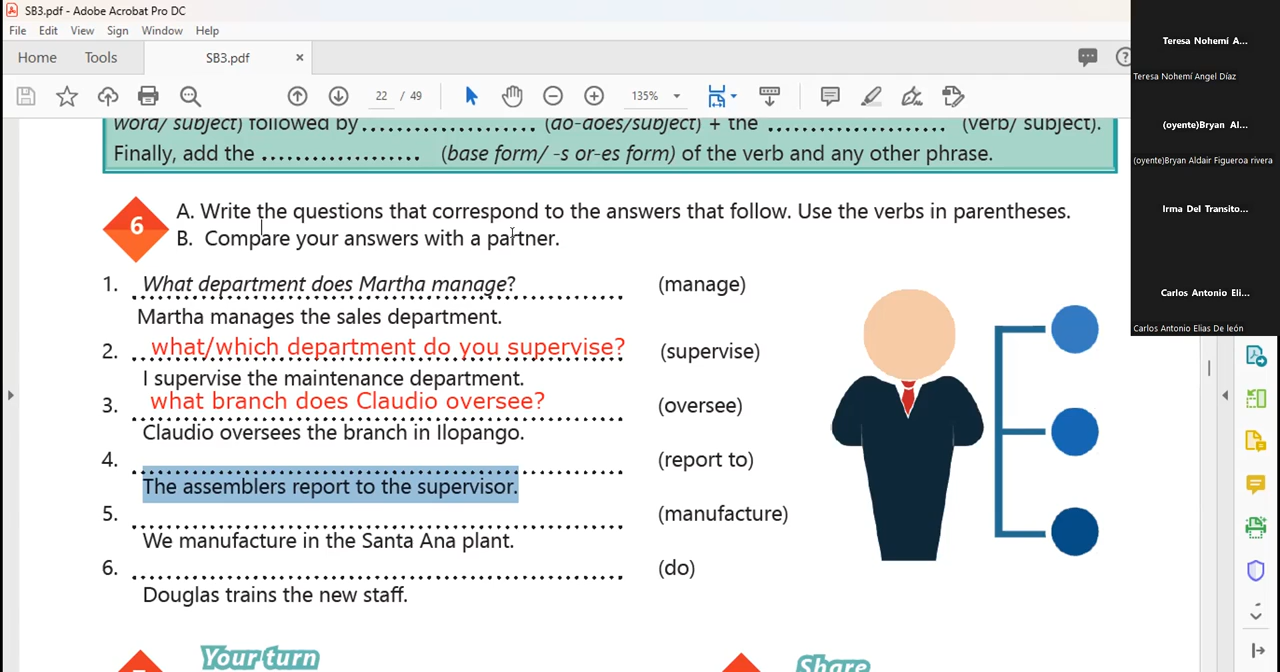 SB3.pdf - Adobe Acrobat Pro DC
File Edit View Sign Window Help
Home Tools SB3.pdf ×
22 / 49 135%
word/ subject) followed by (do-does/subject) + the (verb/ subject).
Finally, add the (base form/ -s or-es form) of the verb and any other phrase.
6
A. Write the questions that correspond to the answers that follow. Use the verbs in parentheses.
B. Compare your answers with a partner.
1. What department does Martha manage? (manage)
Martha manages the sales department.
2. what/which department do you supervise? (supervise)
I supervise the maintenance department.
3. what branch does Claudio oversee? (oversee)
Claudio oversees the branch in Ilopango.
4. (report to)
The assemblers report to the supervisor.
5. (manufacture)
We manufacture in the Santa Ana plant.
6. (do)
Douglas trains the new staff.
Your turn
Share
Teresa Nohemí A...
Teresa Nohemí Angel Díaz
(oyente)Bryan Al...
(oyente)Bryan Aldair Figueroa rivera
Irma Del Transito...
Carlos Antonio Eli...
Carlos Antonio Elias De león